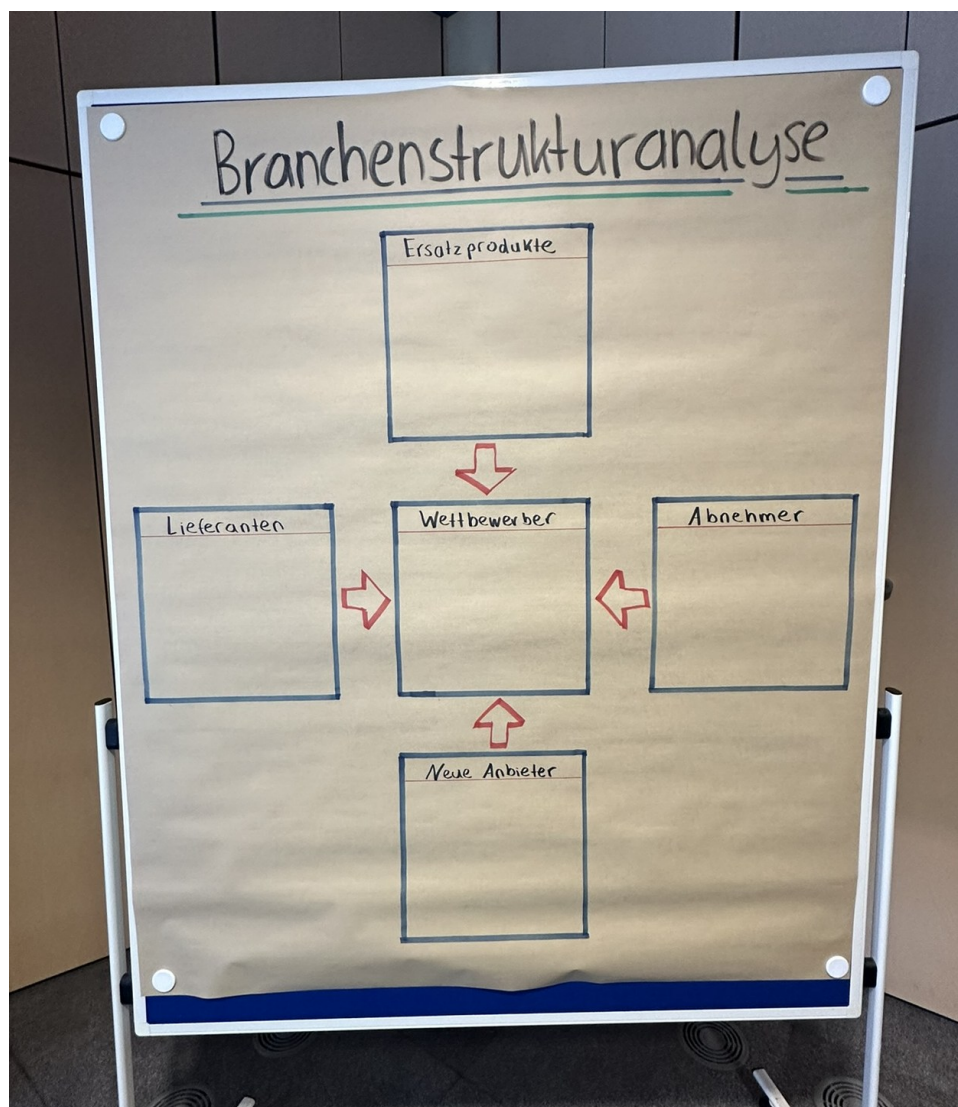 Branchenstrukturanalyse
Ersatzprodukte
Lieferanten
Wettbewerber
Abnehmer
Neue Anbieter